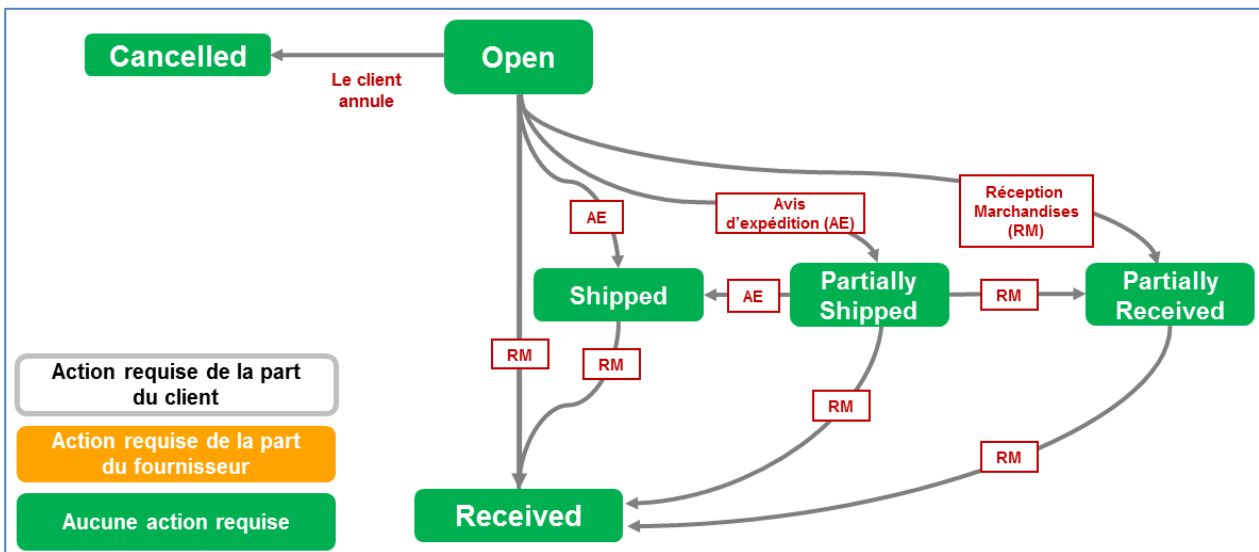 Cancelled
Open
Le client
annule
Réception
Marchandises
(RM)
Avis
d'expédition (AE)
AE
Shipped
AE
Partially
Shipped
RM
Partially
Received
RM
RM
RM
RM
Action requise de la part
du client
Action requise de la part
du fournisseur
Aucune action requise
Received